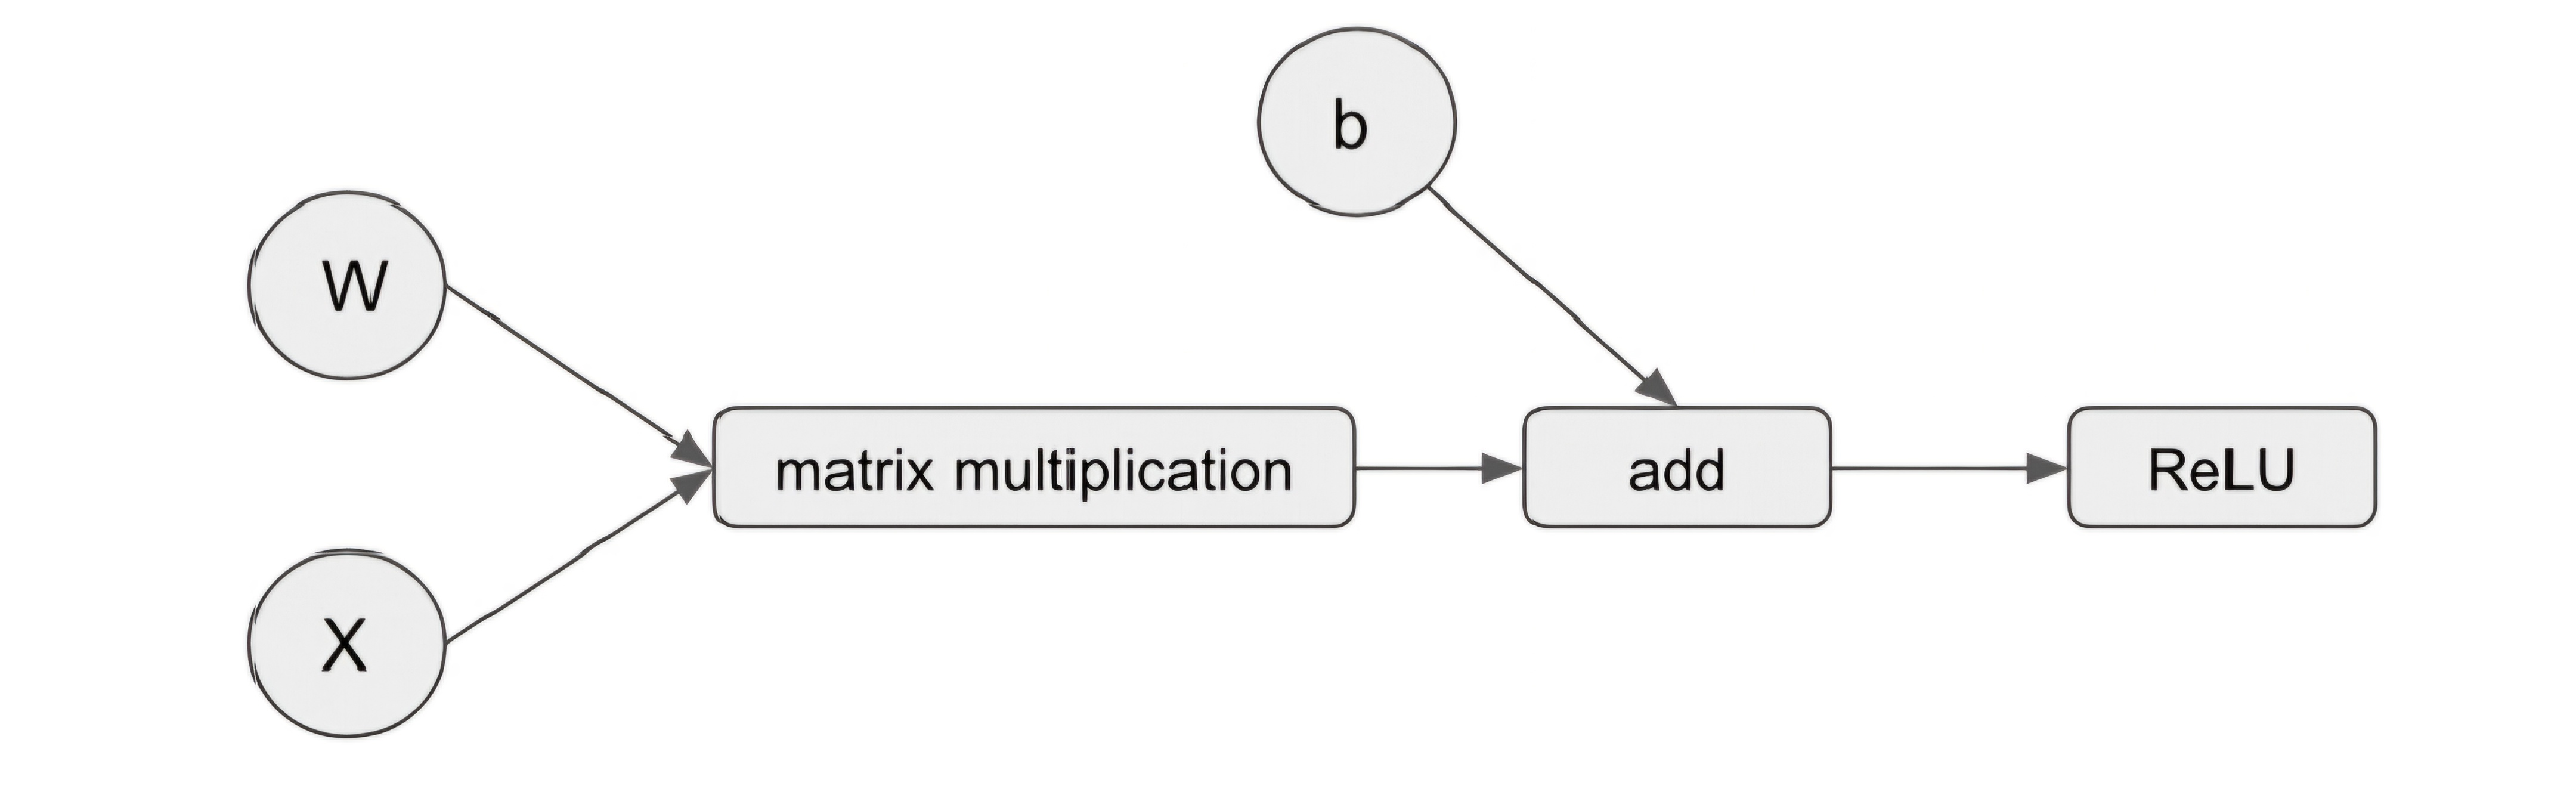 b
W
matrix multiplication
add
ReLU
X